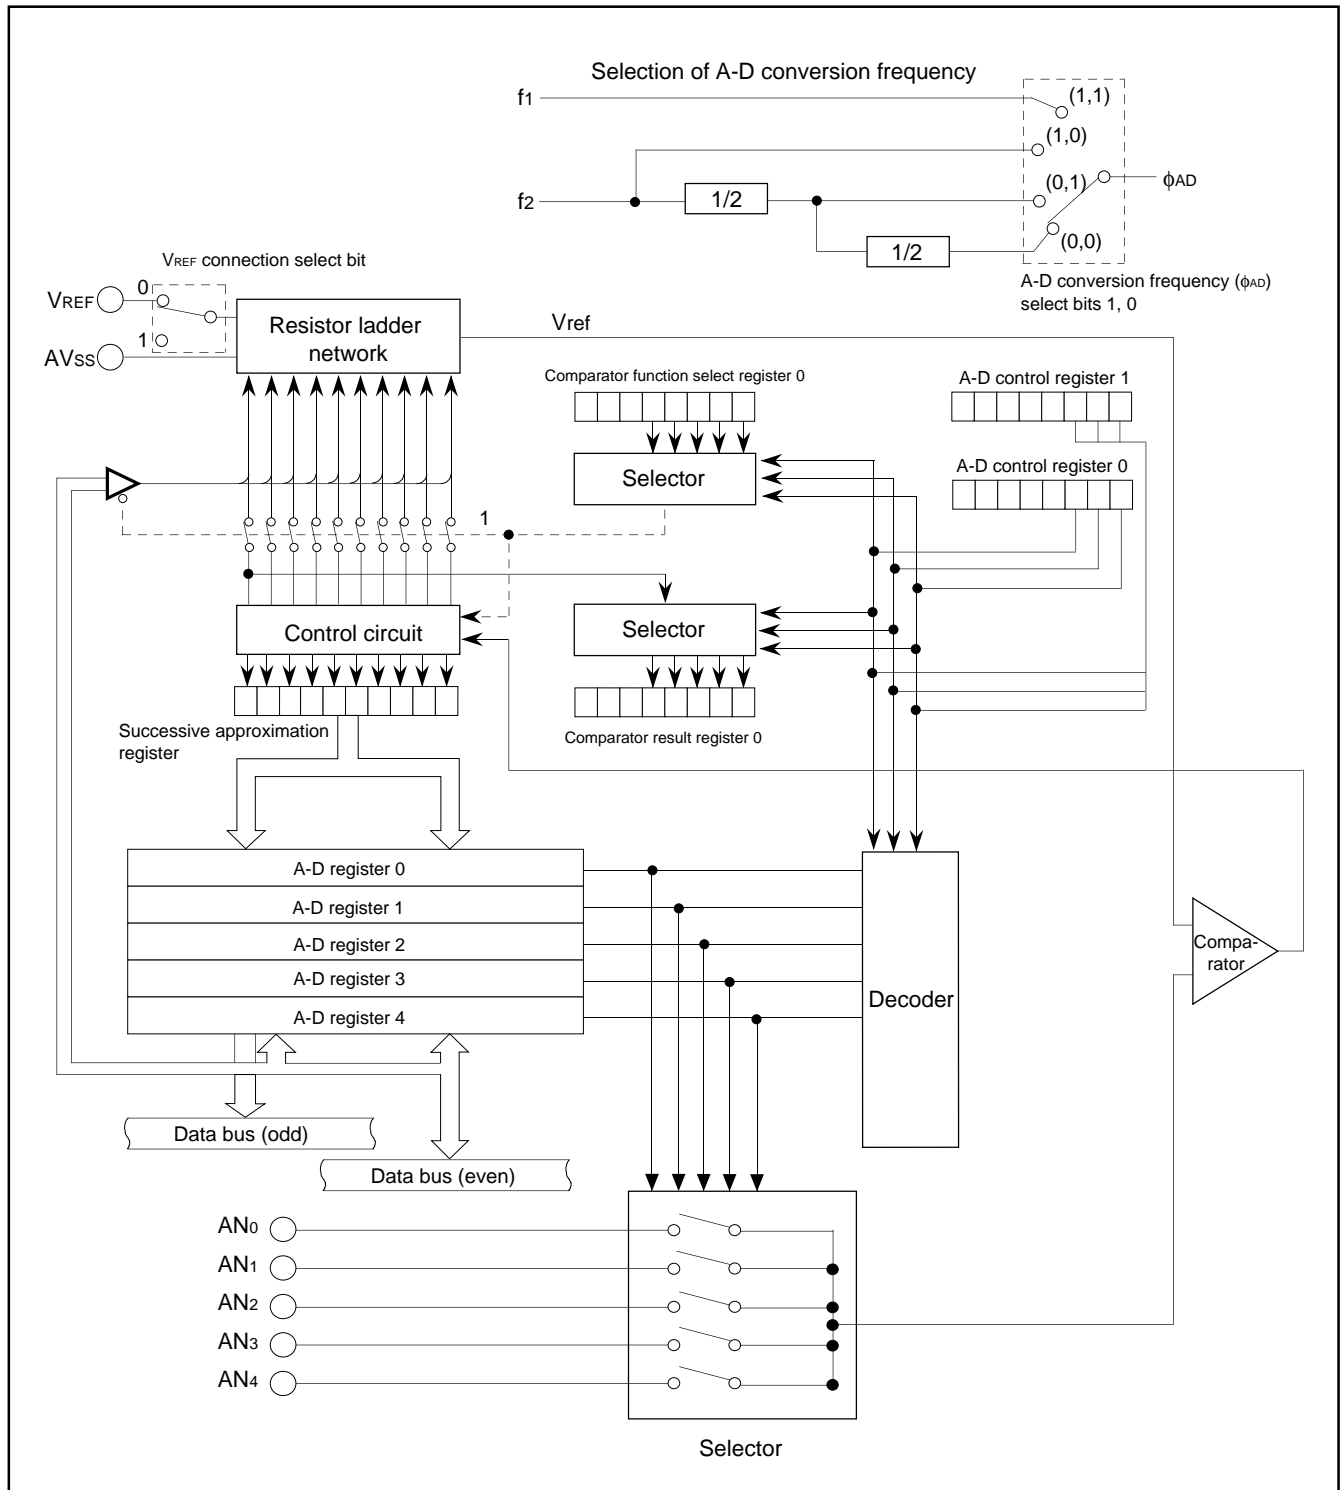 Selection of A-D conversion frequency
f1
(1,1)
(1,0)
f2
1/2
(0,1)
ϕAD
1/2
(0,0)
A-D conversion frequency (ϕAD)
select bits 1, 0
VREF connection select bit
VREF
0
1
AVSS
Resistor ladder
network
Vref
Comparator function select register 0
A-D control register 1
A-D control register 0
Selector
1
Control circuit
Selector
Successive approximation
register
Comparator result register 0
A-D register 0
A-D register 1
A-D register 2
A-D register 3
A-D register 4
Decoder
Compa-
rator
Data bus (odd)
Data bus (even)
AN0
AN1
AN2
AN3
AN4
Selector